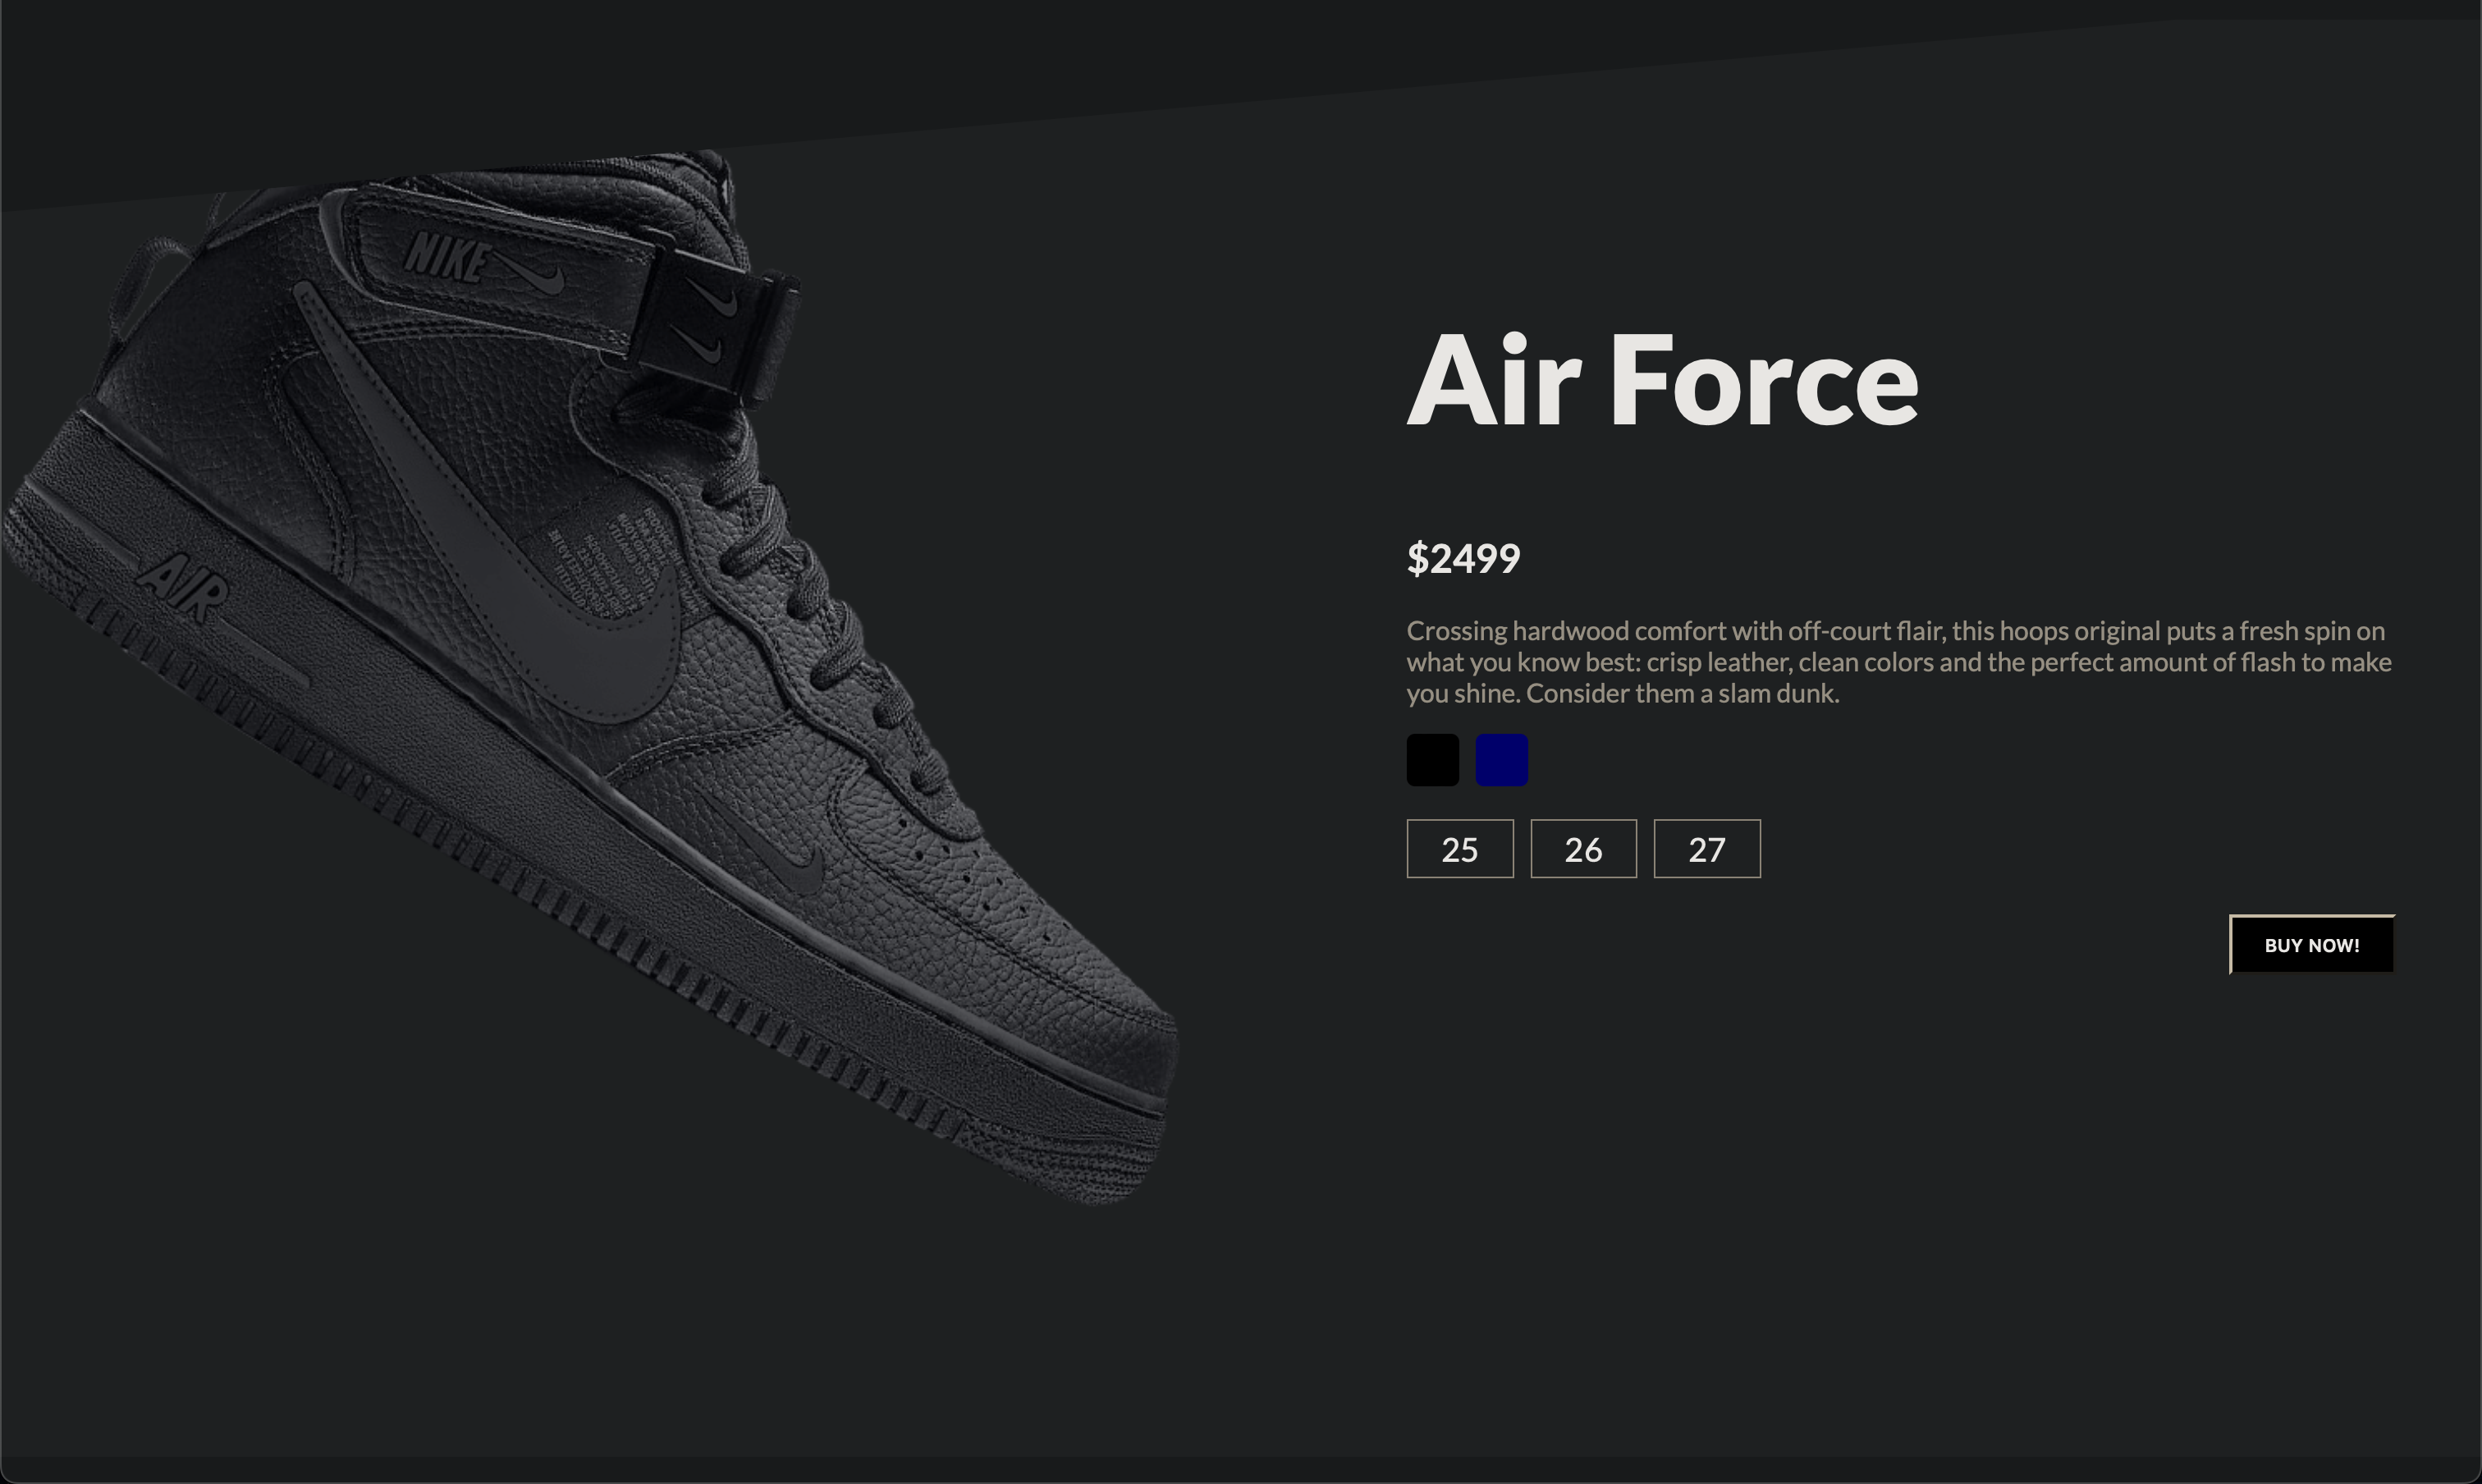 NIKE
AIR
Air Force
$2499
Crossing hardwood comfort with off-court flair, this hoops original puts a fresh spin on
what you know best: crisp leather, clean colors and the perfect amount of flash to make
you shine. Consider them a slam dunk.
25 26 27
BUY NOW!